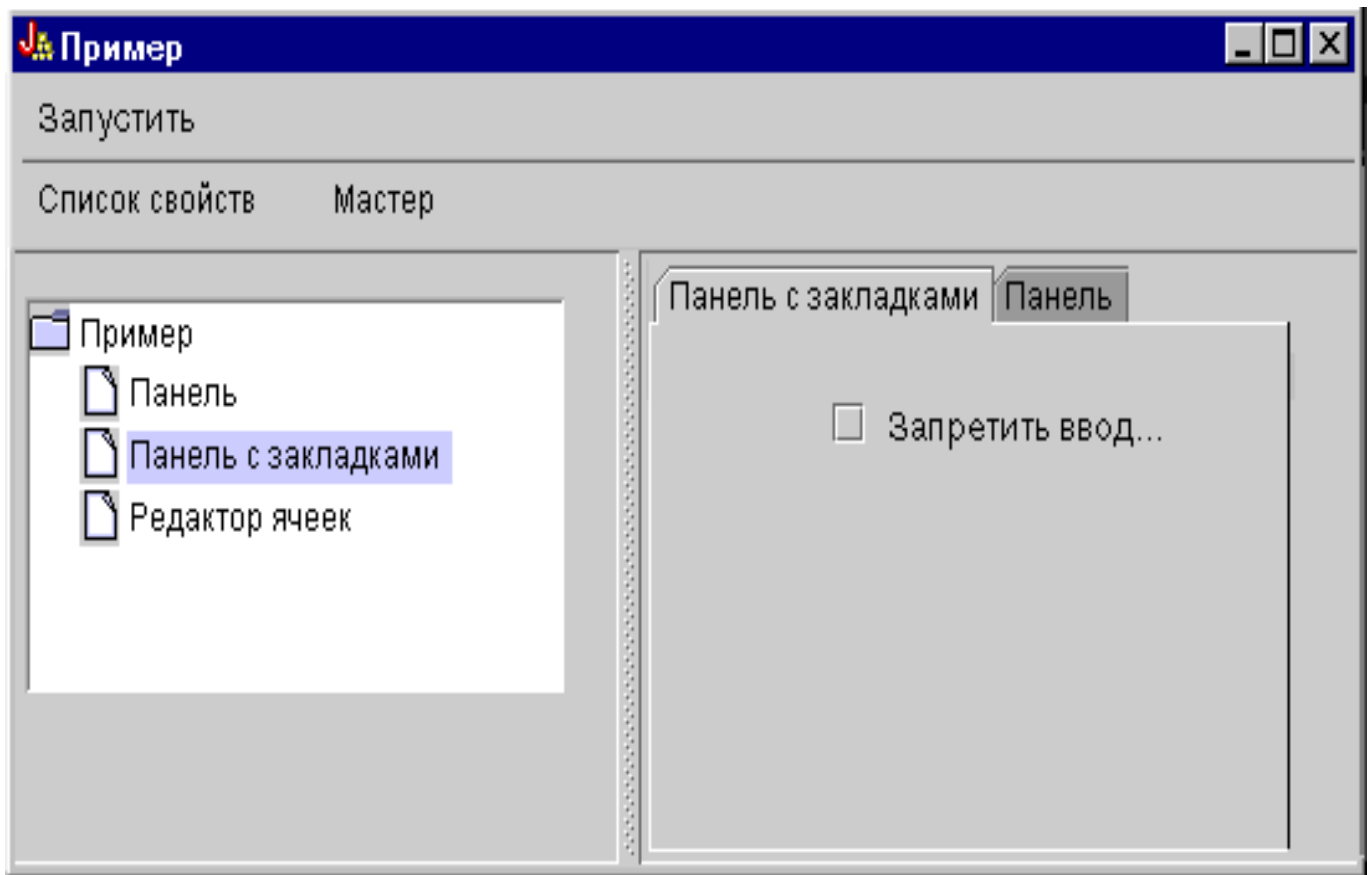 Пример
Запустить
Список свойств Мастер
Пример
Панель
Панель с закладками
Редактор ячеек
Панель с закладками Панель
Запретить ввод...